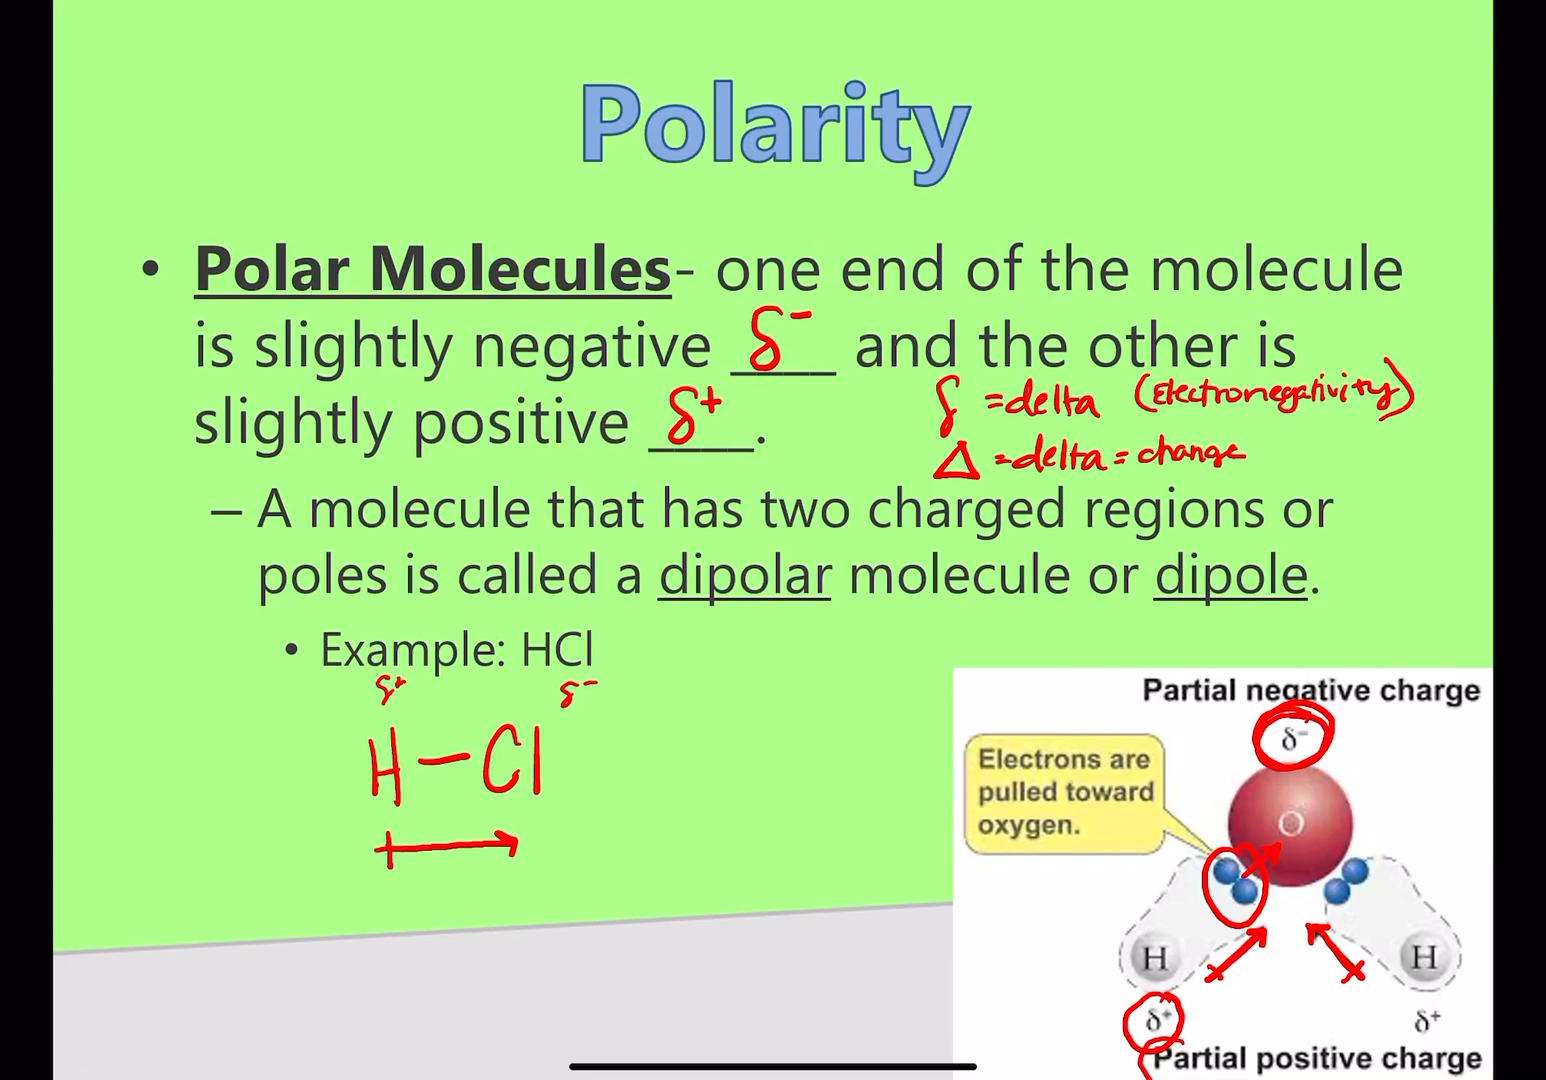 Polarity
• Polar Molecules- one end of the molecule
is slightly negative δ⁻ and the other is
slightly positive δ⁺.
δ = delta (Electronegativity)
Δ = delta = change
– A molecule that has two charged regions or
poles is called a dipolar molecule or dipole.
• Example: HCl
δ⁺ δ⁻
H – Cl
Partial negative charge
δ⁻
Electrons are
pulled toward
oxygen.
O
H H
δ⁺ δ⁺
Partial positive charge